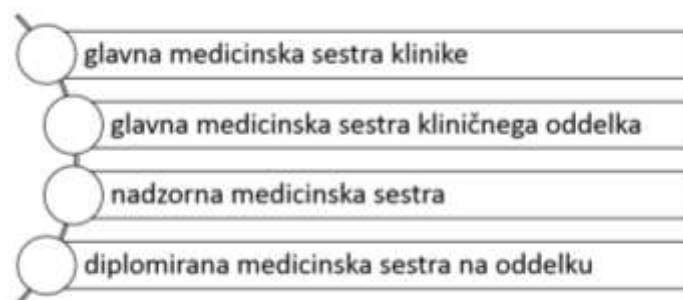 glavna medicinska sestra klinike
glavna medicinska sestra kliničnega oddelka
nadzorna medicinska sestra
diplomirana medicinska sestra na oddelku